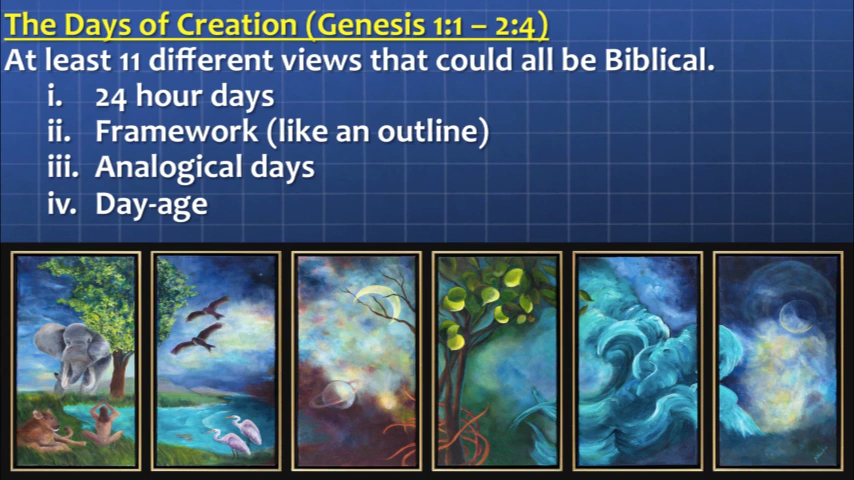 The Days of Creation (Genesis 1:1 – 2:4)
At least 11 different views that could all be Biblical.
i. 24 hour days
ii. Framework (like an outline)
iii. Analogical days
iv. Day-age